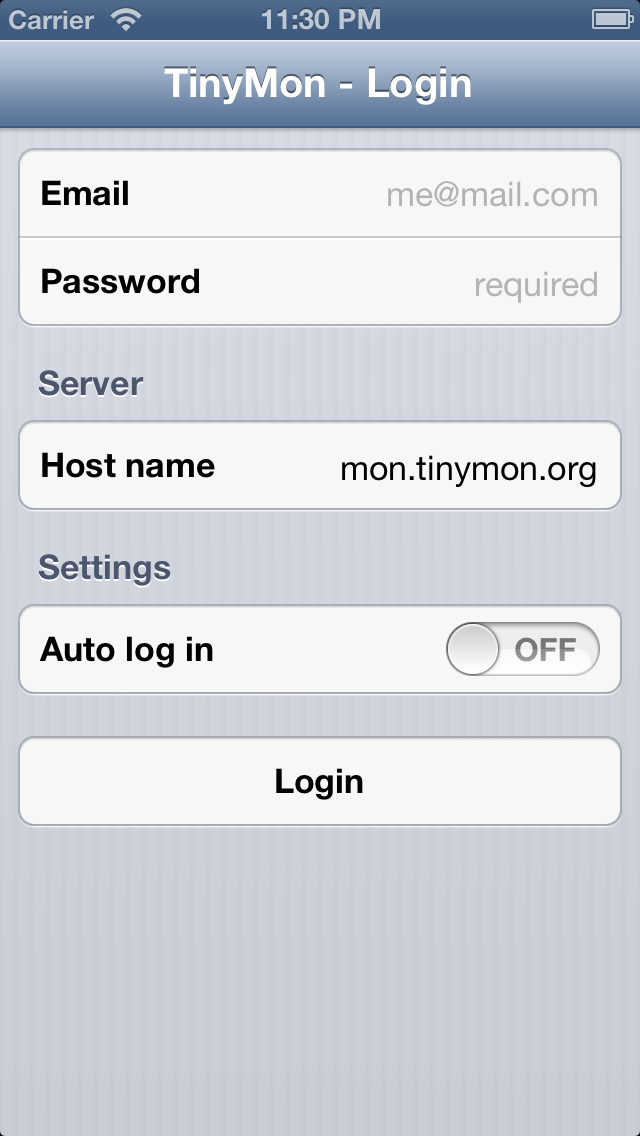 Carrier 11:30 PM
TinyMon - Login
Email me@mail.com
Password required
Server
Host name mon.tinymon.org
Settings
Auto log in OFF
Login